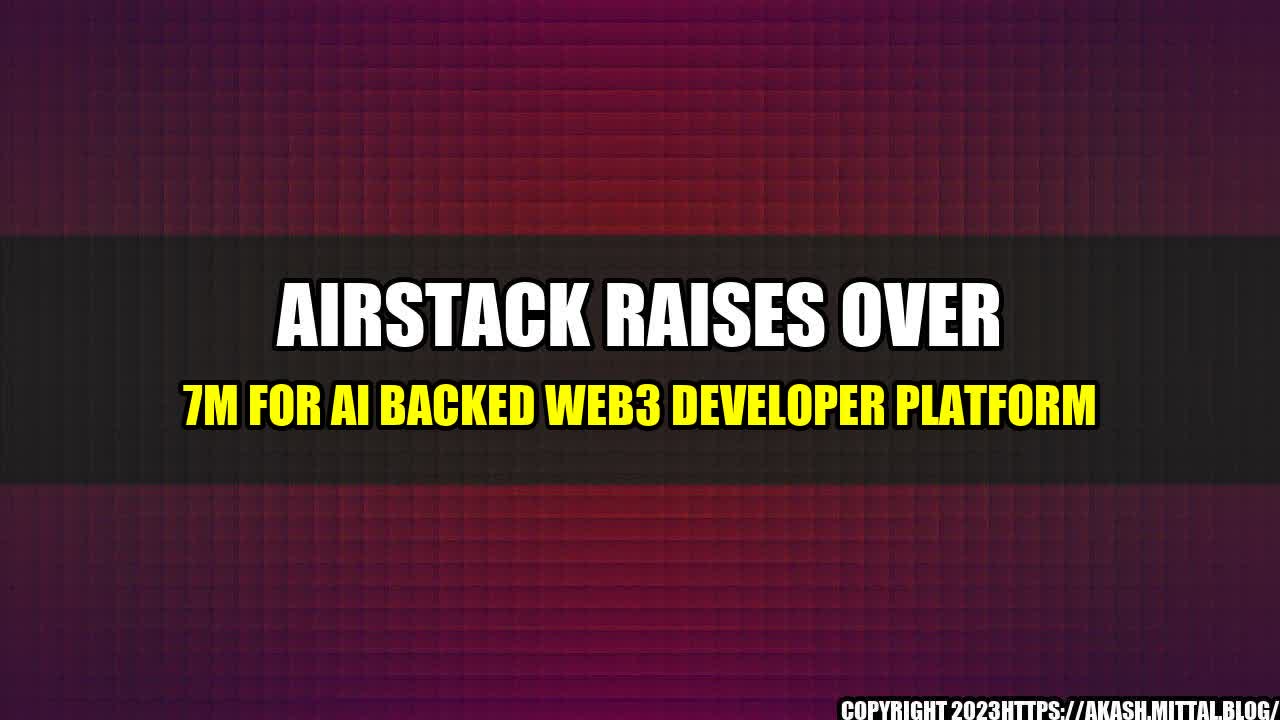 AIRSTACK RAISES OVER
7M FOR AI BACKED WEB3 DEVELOPER PLATFORM
COPYRIGHT 2023HTTPS://AKASH.MITTAL.BLOG/